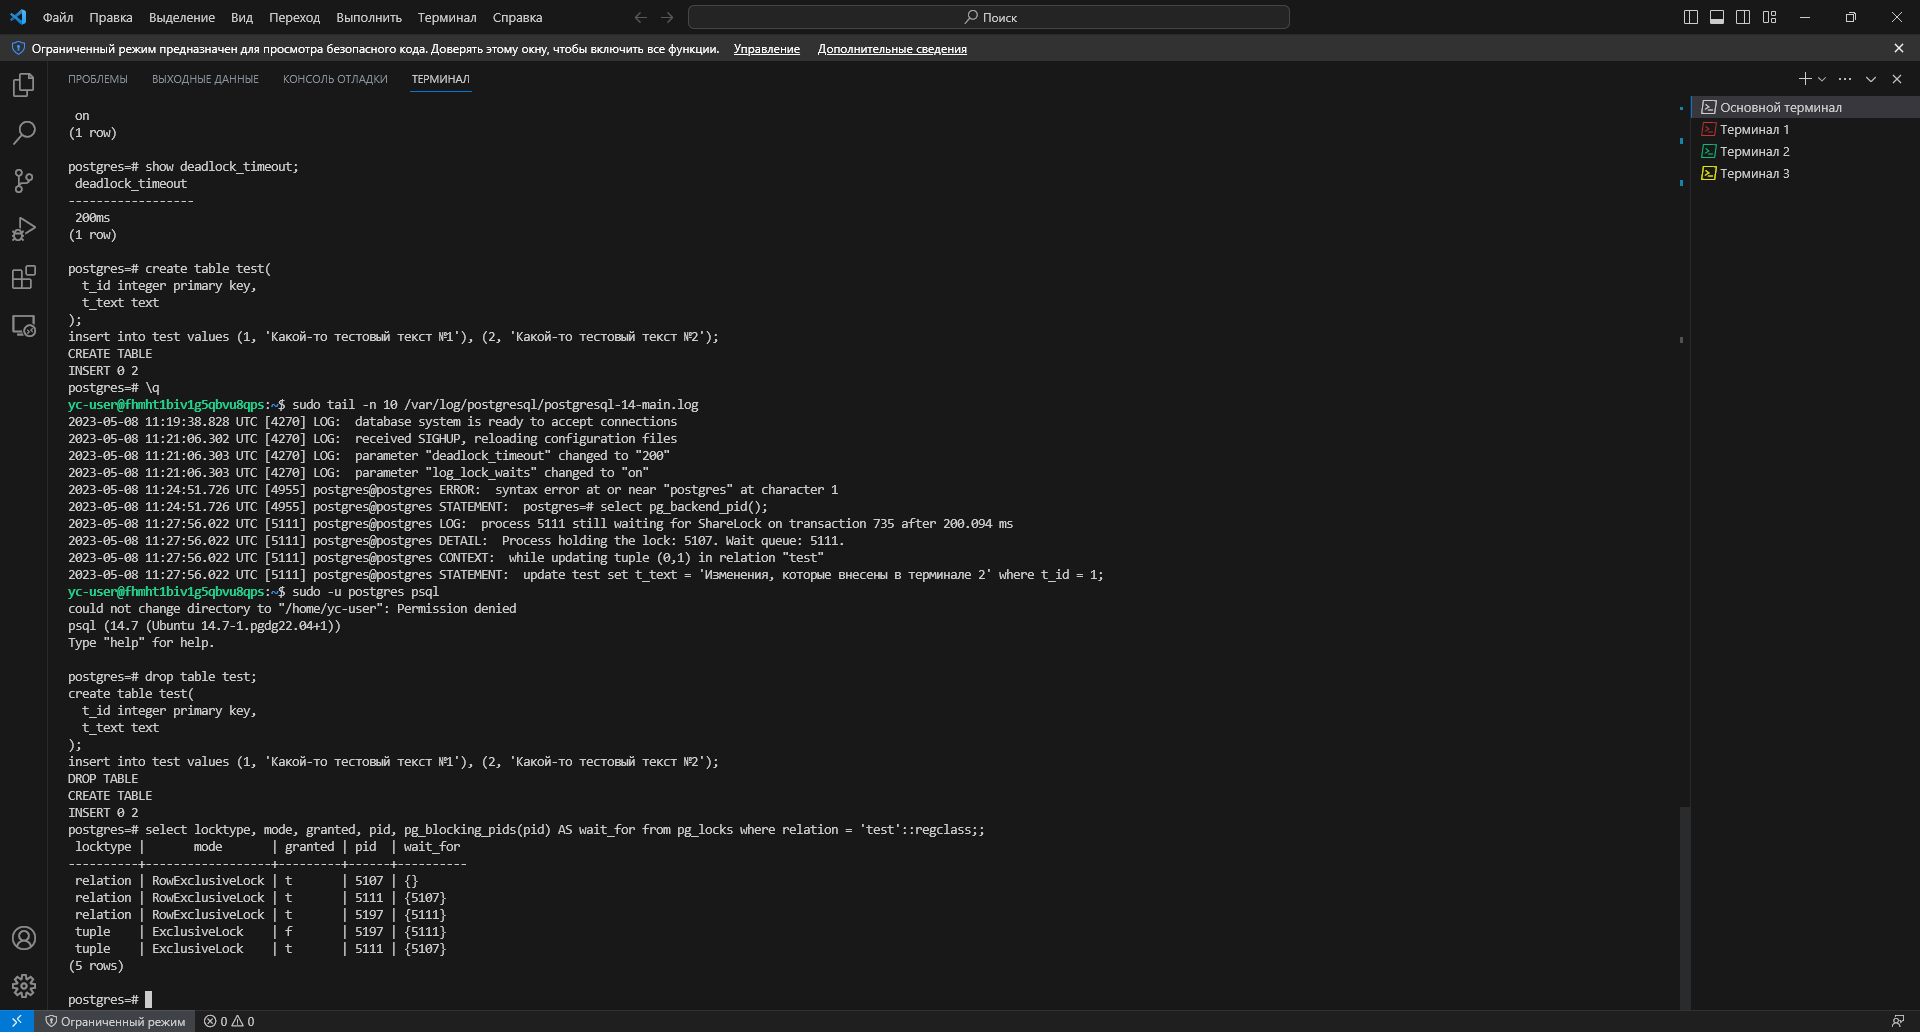 Файл Правка Выделение Вид Переход Выполнить Терминал Справка
Поиск
Ограниченный режим предназначен для просмотра безопасного кода. Доверять этому окну, чтобы включить все функции. Управление Дополнительные сведения
ПРОБЛЕМЫ ВЫХОДНЫЕ ДАННЫЕ КОНСОЛЬ ОТЛАДКИ ТЕРМИНАЛ
on
(1 row)
postgres=# show deadlock_timeout;
deadlock_timeout
------------------
200ms
(1 row)
postgres=# create table test(
t_id integer primary key,
t_text text
);
insert into test values (1, 'Какой-то тестовый текст №1'), (2, 'Какой-то тестовый текст №2');
CREATE TABLE
INSERT 0 2
postgres=# \q
yc-user@fhmht1biv1g5qbvu8qps:~$ sudo tail -n 10 /var/log/postgresql/postgresql-14-main.log
2023-05-08 11:19:38.828 UTC [4270] LOG:  database system is ready to accept connections
2023-05-08 11:21:06.302 UTC [4270] LOG:  received SIGHUP, reloading configuration files
2023-05-08 11:21:06.303 UTC [4270] LOG:  parameter "deadlock_timeout" changed to "200"
2023-05-08 11:21:06.303 UTC [4270] LOG:  parameter "log_lock_waits" changed to "on"
2023-05-08 11:24:51.726 UTC [4955] postgres@postgres ERROR:  syntax error at or near "postgres" at character 1
2023-05-08 11:24:51.726 UTC [4955] postgres@postgres STATEMENT:  postgres=# select pg_backend_pid();
2023-05-08 11:27:56.022 UTC [5111] postgres@postgres LOG:  process 5111 still waiting for ShareLock on transaction 735 after 200.094 ms
2023-05-08 11:27:56.022 UTC [5111] postgres@postgres DETAIL:  Process holding the lock: 5107. Wait queue: 5111.
2023-05-08 11:27:56.022 UTC [5111] postgres@postgres CONTEXT:  while updating tuple (0,1) in relation "test"
2023-05-08 11:27:56.022 UTC [5111] postgres@postgres STATEMENT:  update test set t_text = 'Изменения, которые внесены в терминале 2' where t_id = 1;
yc-user@fhmht1biv1g5qbvu8qps:~$ sudo -u postgres psql
could not change directory to "/home/yc-user": Permission denied
psql (14.7 (Ubuntu 14.7-1.pgdg22.04+1))
Type "help" for help.
postgres=# drop table test;
create table test(
t_id integer primary key,
t_text text
);
insert into test values (1, 'Какой-то тестовый текст №1'), (2, 'Какой-то тестовый текст №2');
DROP TABLE
CREATE TABLE
INSERT 0 2
postgres=# select locktype, mode, granted, pid, pg_blocking_pids(pid) AS wait_for from pg_locks where relation = 'test'::regclass;;
locktype |       mode       | granted | pid  | wait_for
----------+------------------+---------+------+----------
relation | RowExclusiveLock | t       | 5107 | {}
relation | RowExclusiveLock | t       | 5111 | {5107}
relation | RowExclusiveLock | t       | 5197 | {5111}
tuple    | ExclusiveLock    | f       | 5197 | {5111}
tuple    | ExclusiveLock    | t       | 5111 | {5107}
(5 rows)
postgres=#
Основной терминал
Терминал 1
Терминал 2
Терминал 3
Ограниченный режим 0 0